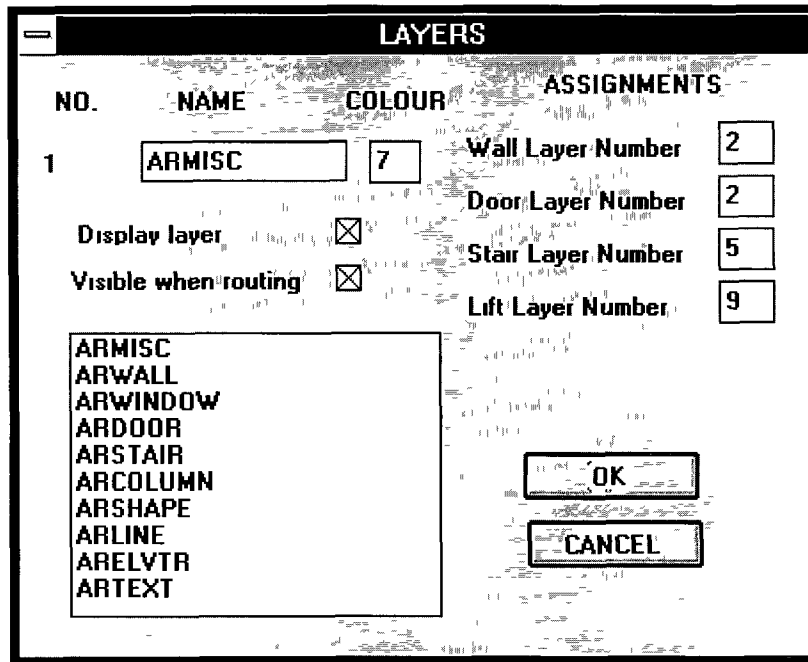 LAYERS
NO. NAME COLOUR
1 ARMISC 7
Display layer
Visible when routing
ASSIGNMENTS
Wall Layer Number 2
Door Layer Number 2
Stair Layer Number 5
Lift Layer Number 9
ARMISC
ARWALL
ARWINDOW
ARDOOR
ARSTAIR
ARCOLUMN
ARSHAPE
ARLINE
ARELVTR
ARTEXT
OK
CANCEL